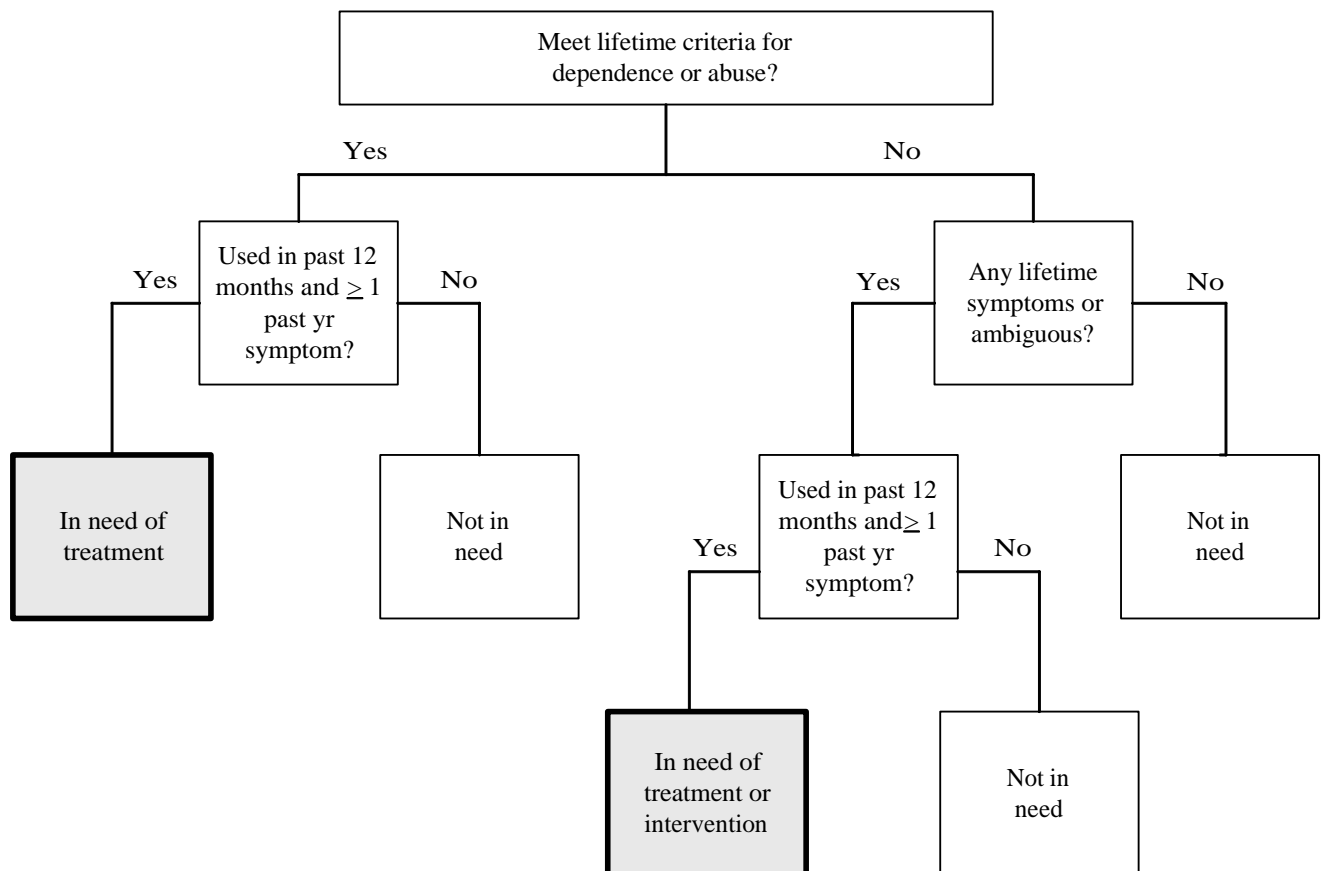 Meet lifetime criteria for
dependence or abuse?
Yes
No
Used in past 12
months and ≥ 1
past yr
symptom?
Yes
No
Any lifetime
symptoms or
ambiguous?
Yes
No
In need of
treatment
Not in
need
Used in past 12
months and≥ 1
past yr
symptom?
Yes
No
Not in
need
In need of
treatment or
intervention
Not in
need